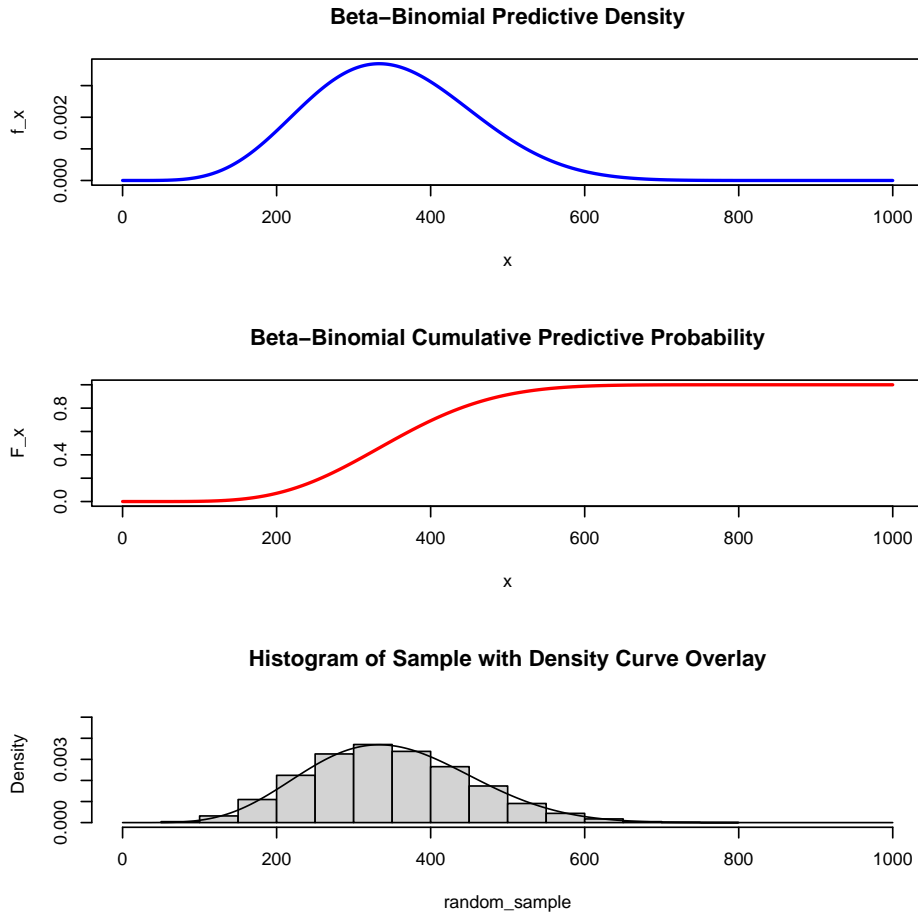 Beta−Binomial Predictive Density
f_x
0.000 0.002
0 200 400 600 800 1000
x
Beta−Binomial Cumulative Predictive Probability
F_x
0.0 0.4 0.8
0 200 400 600 800 1000
x
Histogram of Sample with Density Curve Overlay
Density
0.000 0.003
0 200 400 600 800 1000
random_sample